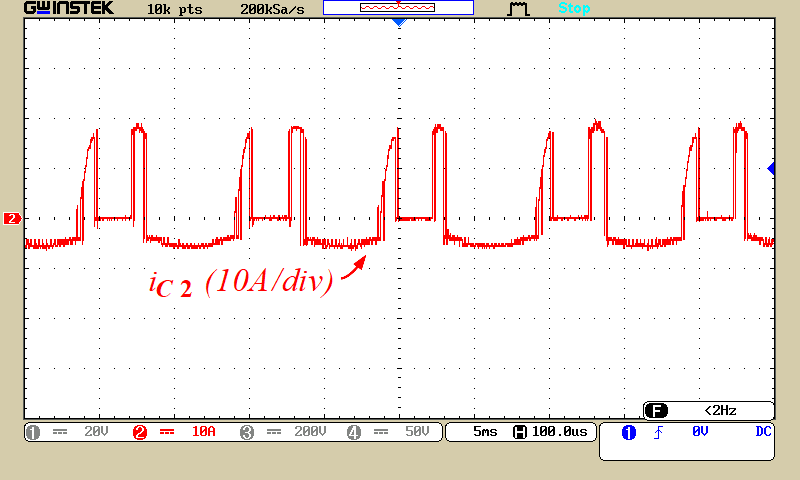 GWINSTEK 10k pts 200kSa/s Stop
2
iC 2 (10A/div)
F <2Hz
1 20V 2 10A 3 200V 4 50V 5ms H 100.0us 1 0V DC